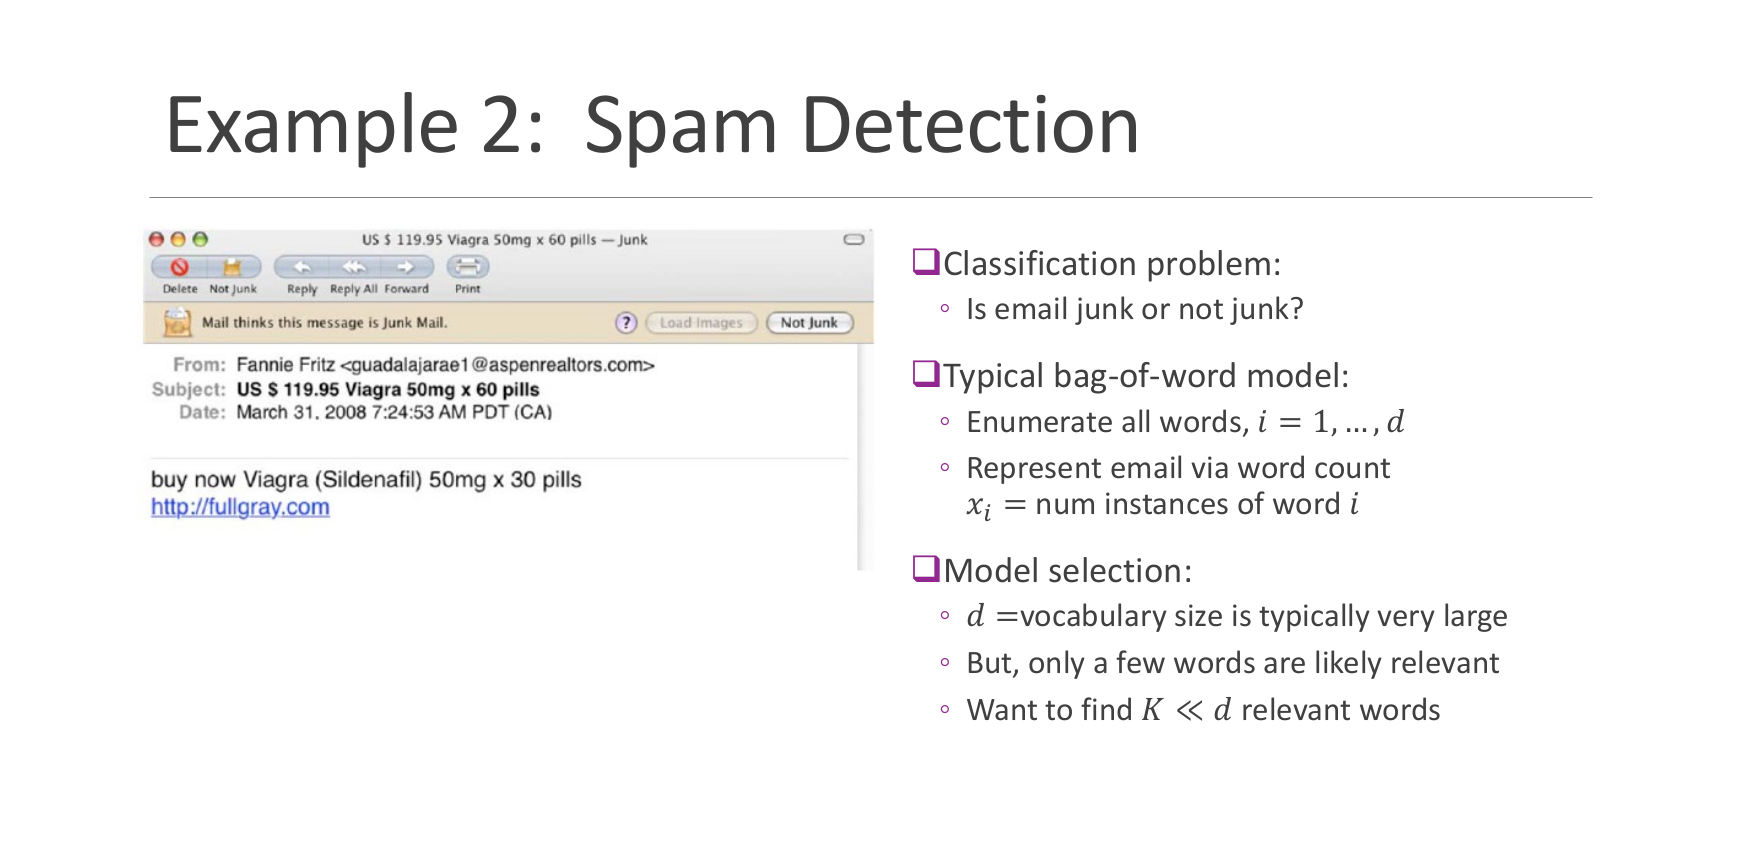 Example 2:  Spam Detection
US $ 119.95 Viagra 50mg x 60 pills — Junk
Delete Not Junk Reply Reply All Forward Print
Mail thinks this message is Junk Mail. ? Load Images Not Junk
From: Fannie Fritz <guadalajarae1@aspenrealtors.com>
Subject: US $ 119.95 Viagra 50mg x 60 pills
Date: March 31, 2008 7:24:53 AM PDT (CA)
buy now Viagra (Sildenafil) 50mg x 30 pills
http://fullgray.com
Classification problem:
◦ Is email junk or not junk?
Typical bag-of-word model:
◦ Enumerate all words, i = 1, … , d
◦ Represent email via word count
xᵢ = num instances of word i
Model selection:
◦ d =vocabulary size is typically very large
◦ But, only a few words are likely relevant
◦ Want to find K ≪ d relevant words